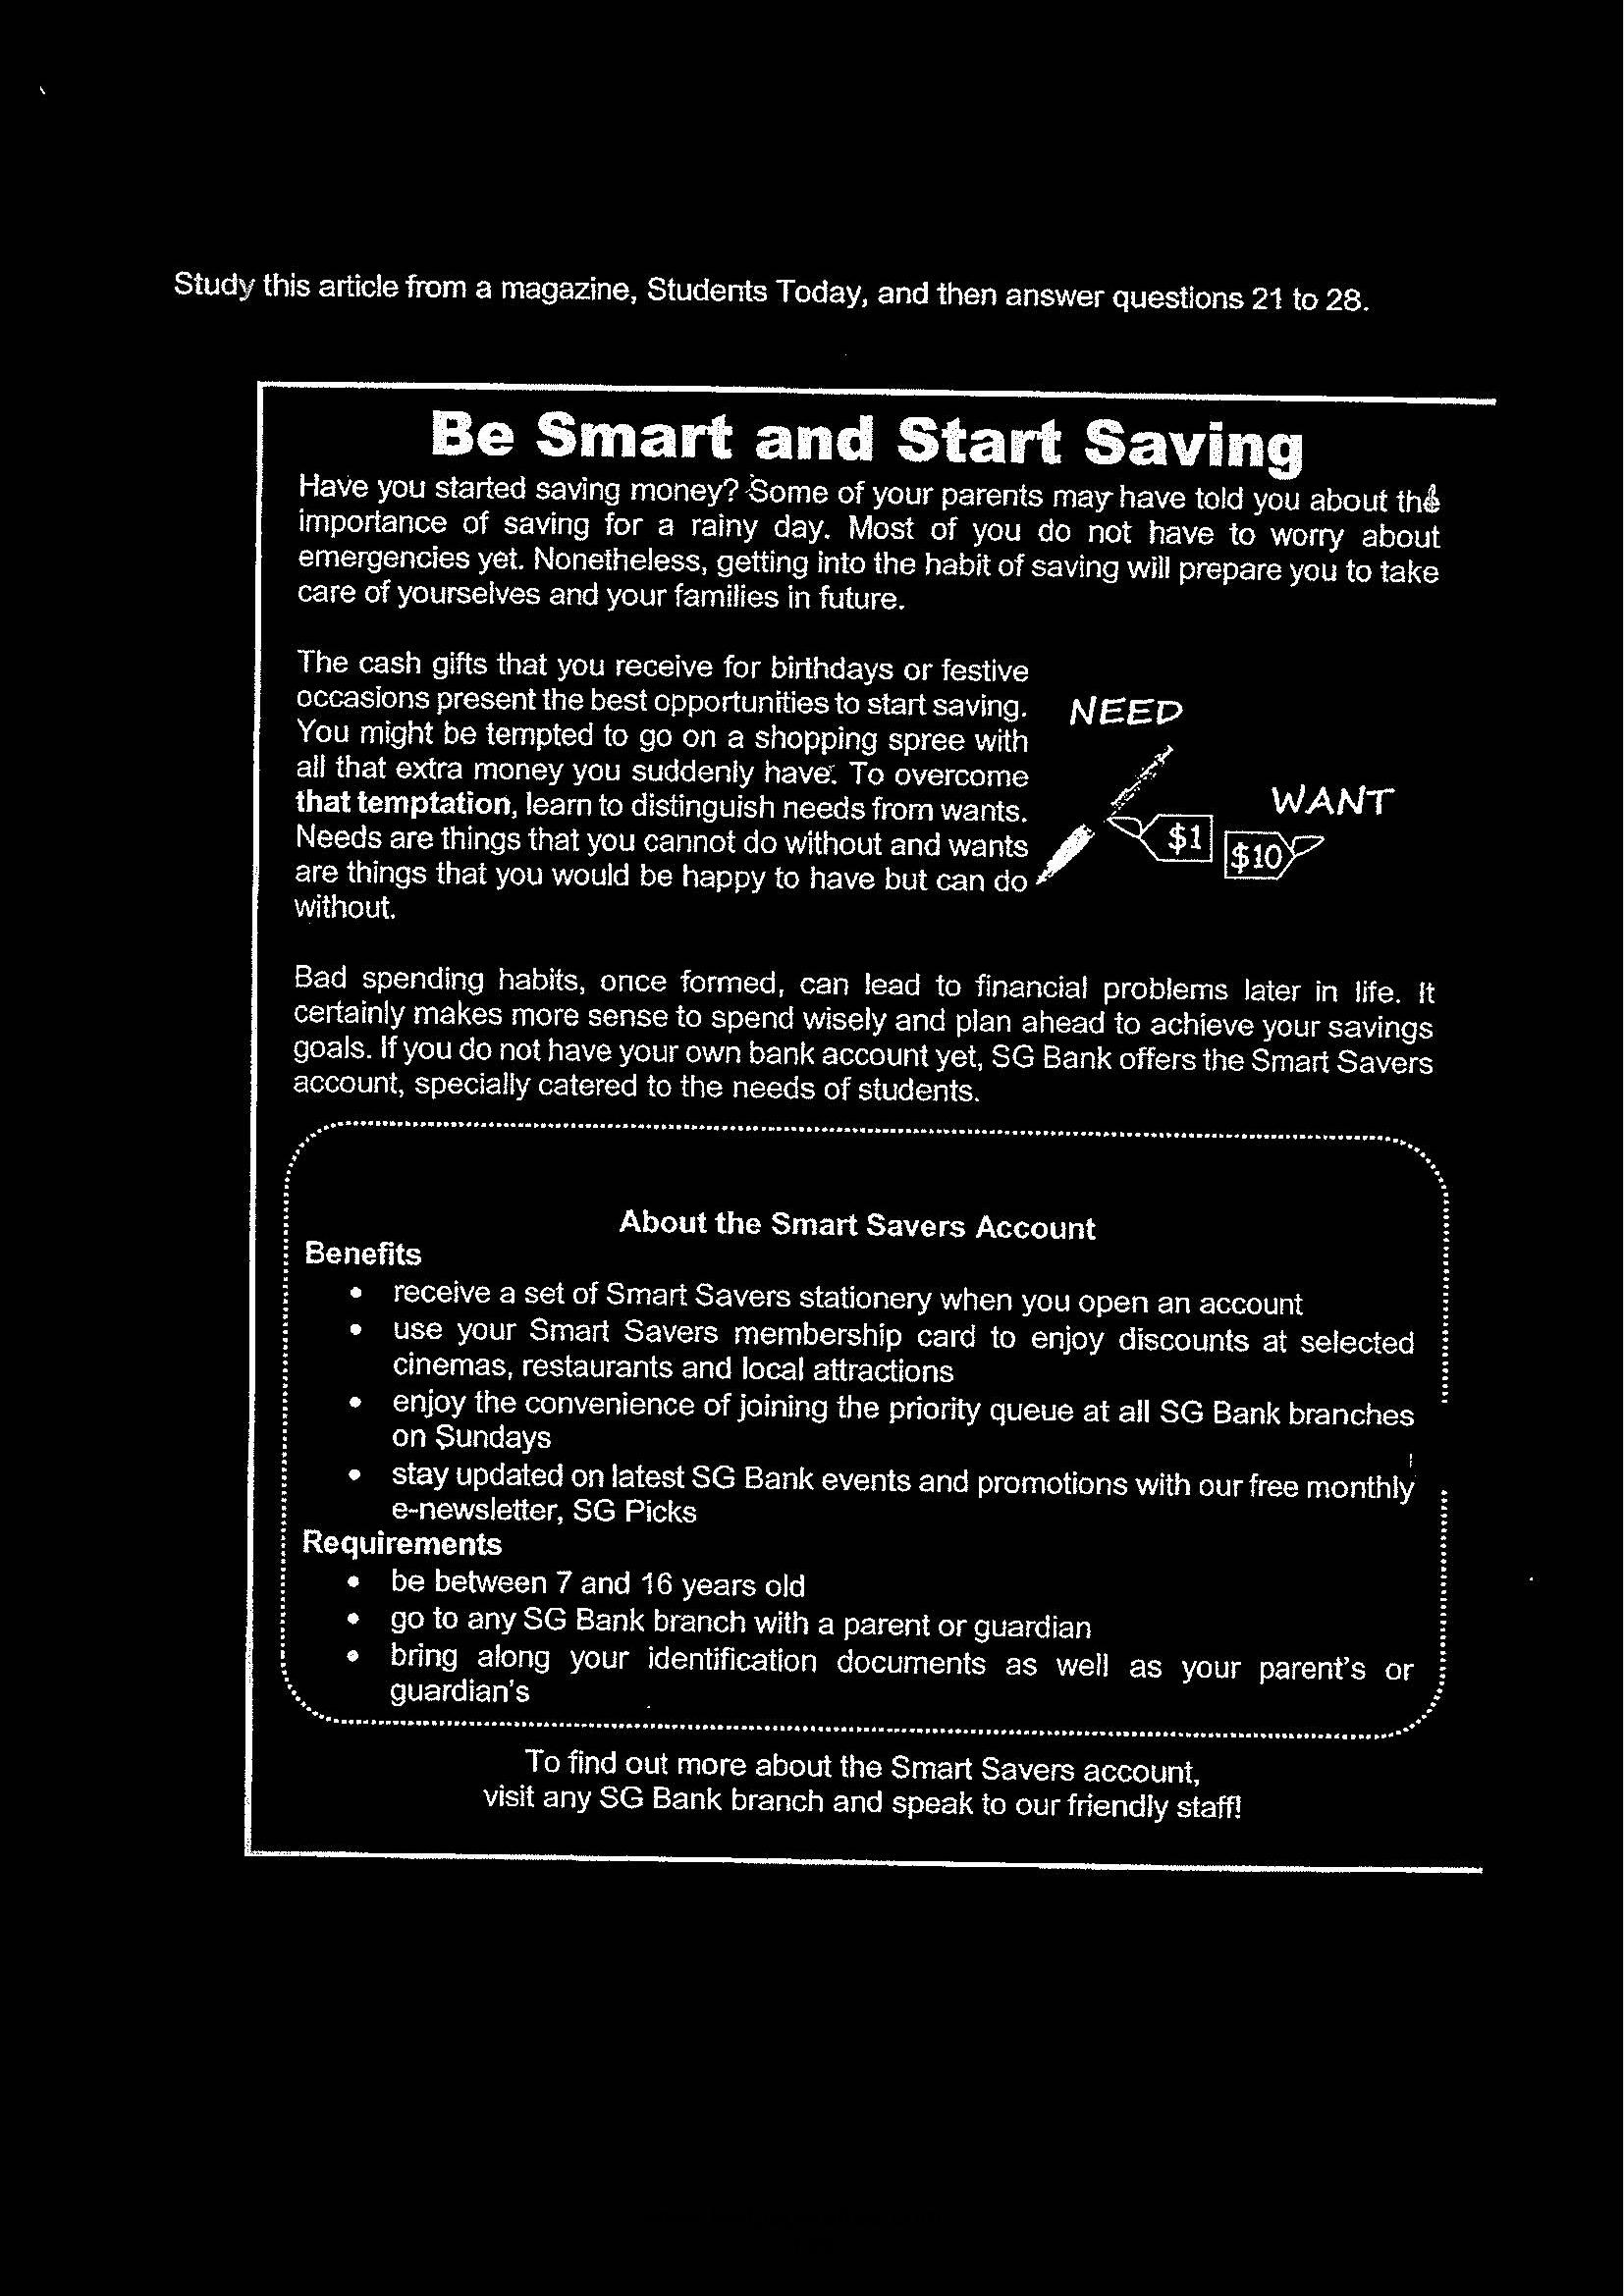 Study this article from a magazine, Students Today, and then answer questions 21 to 28.
Be Smart and Start Saving
Have you started saving money? Some of your parents may have told you about the
importance of saving for a rainy day. Most of you do not have to worry about
emergencies yet. Nonetheless, getting into the habit of saving will prepare you to take
care of yourselves and your families in future.
The cash gifts that you receive for birthdays or festive
occasions present the best opportunities to start saving.
You might be tempted to go on a shopping spree with
all that extra money you suddenly have. To overcome
that temptation, learn to distinguish needs from wants.
Needs are things that you cannot do without and wants
are things that you would be happy to have but can do
without.
NEED
WANT
$1
$10
Bad spending habits, once formed, can lead to financial problems later in life. It
certainly makes more sense to spend wisely and plan ahead to achieve your savings
goals. If you do not have your own bank account yet, SG Bank offers the Smart Savers
account, specially catered to the needs of students.
About the Smart Savers Account
Benefits
• receive a set of Smart Savers stationery when you open an account
• use your Smart Savers membership card to enjoy discounts at selected
cinemas, restaurants and local attractions
• enjoy the convenience of joining the priority queue at all SG Bank branches
on Sundays
• stay updated on latest SG Bank events and promotions with our free monthly
e-newsletter, SG Picks
Requirements
• be between 7 and 16 years old
• go to any SG Bank branch with a parent or guardian
• bring along your identification documents as well as your parent's or
guardian's
To find out more about the Smart Savers account,
visit any SG Bank branch and speak to our friendly staff!